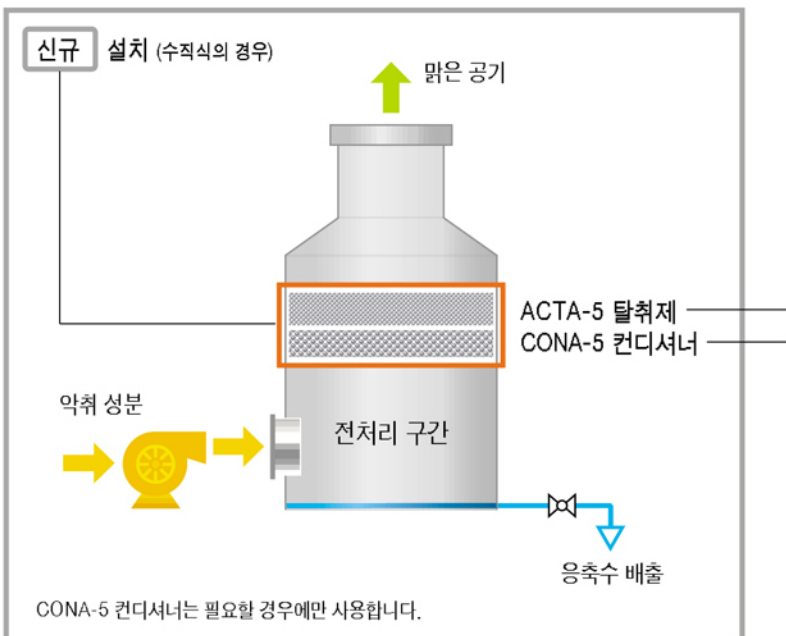 신규 설치 (수직식의 경우)
맑은 공기
ACTA-5 탈취제
CONA-5 컨디셔너
악취 성분
전처리 구간
응축수 배출
CONA-5 컨디셔너는 필요할 경우에만 사용합니다.